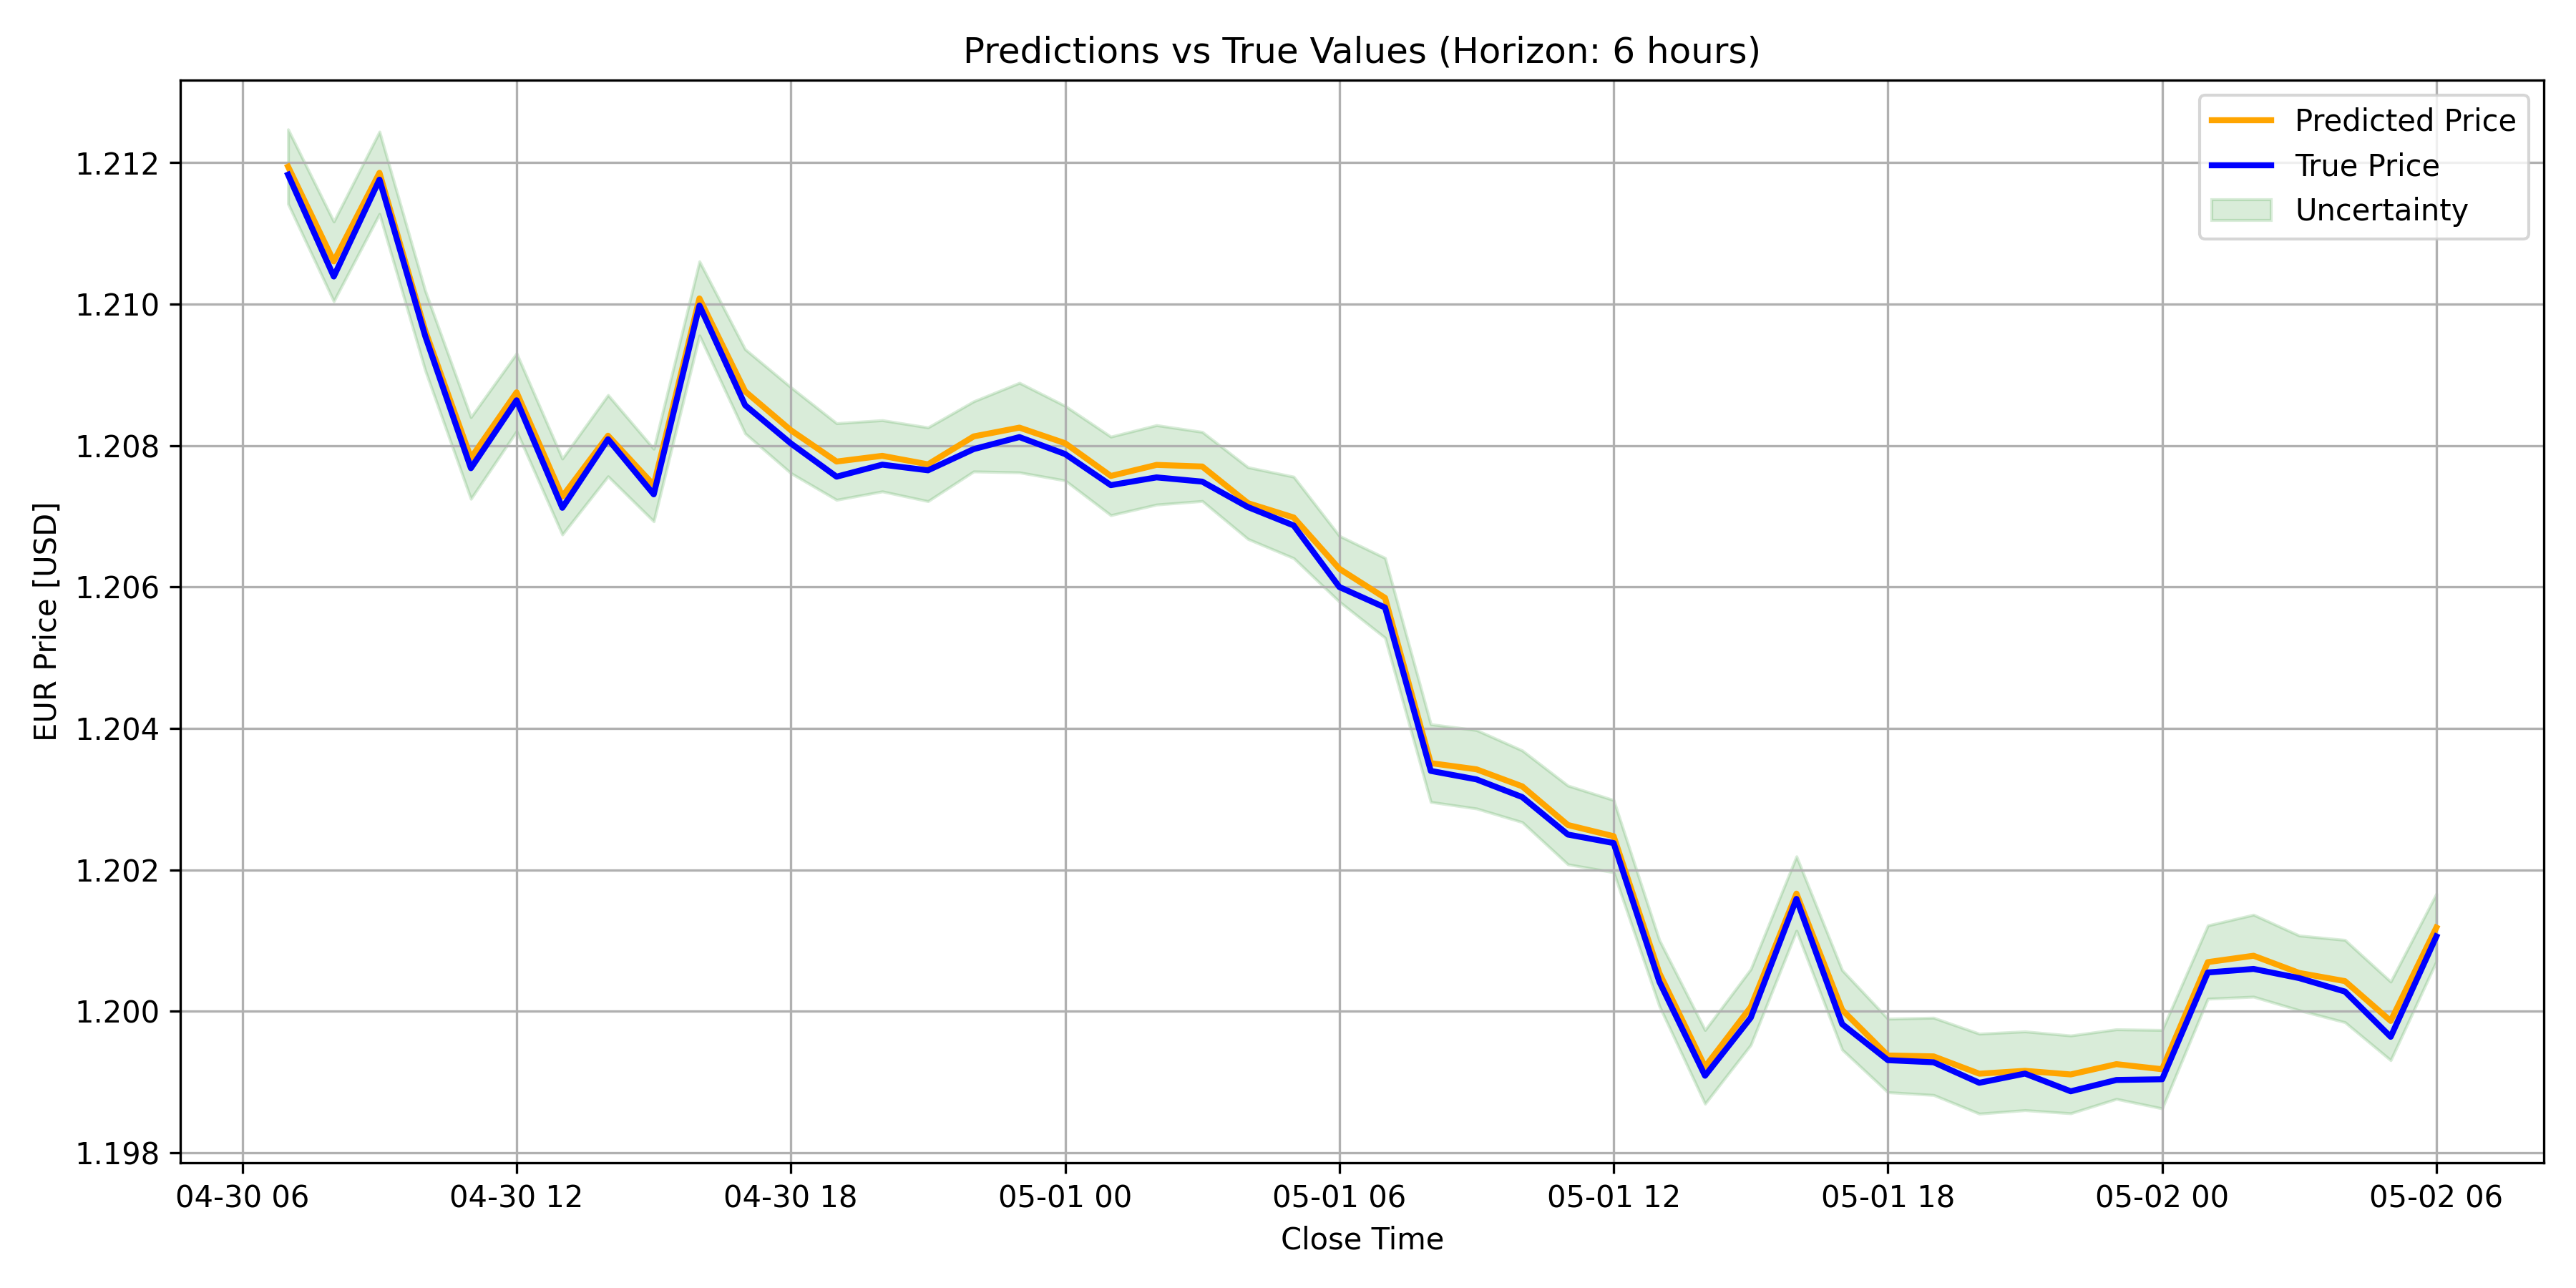 Predictions vs True Values (Horizon: 6 hours)
Predicted Price
True Price
Uncertainty
EUR Price [USD]
1.212
1.210
1.208
1.206
1.204
1.202
1.200
1.198
04-30 06
04-30 12
04-30 18
05-01 00
05-01 06
05-01 12
05-01 18
05-02 00
05-02 06
Close Time